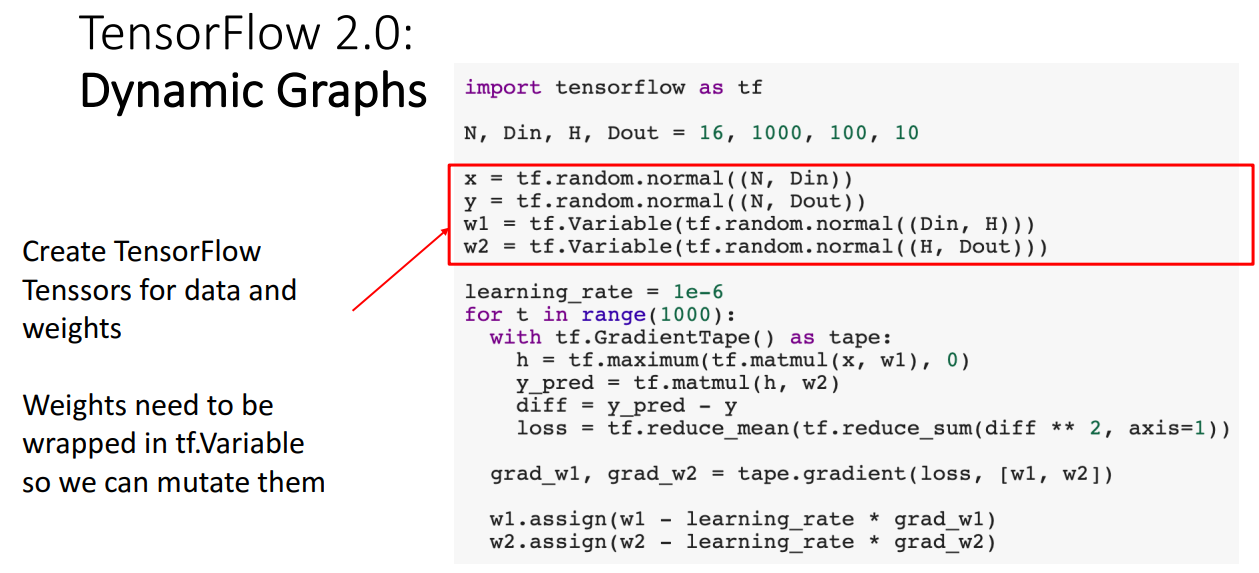 TensorFlow 2.0:
Dynamic Graphs
Create TensorFlow
Tenssors for data and
weights
Weights need to be
wrapped in tf.Variable
so we can mutate them
import tensorflow as tf
N, Din, H, Dout = 16, 1000, 100, 10
x = tf.random.normal((N, Din))
y = tf.random.normal((N, Dout))
w1 = tf.Variable(tf.random.normal((Din, H)))
w2 = tf.Variable(tf.random.normal((H, Dout)))
learning_rate = 1e-6
for t in range(1000):
  with tf.GradientTape() as tape:
    h = tf.maximum(tf.matmul(x, w1), 0)
    y_pred = tf.matmul(h, w2)
    diff = y_pred - y
    loss = tf.reduce_mean(tf.reduce_sum(diff ** 2, axis=1))
  grad_w1, grad_w2 = tape.gradient(loss, [w1, w2])
  w1.assign(w1 - learning_rate * grad_w1)
  w2.assign(w2 - learning_rate * grad_w2)